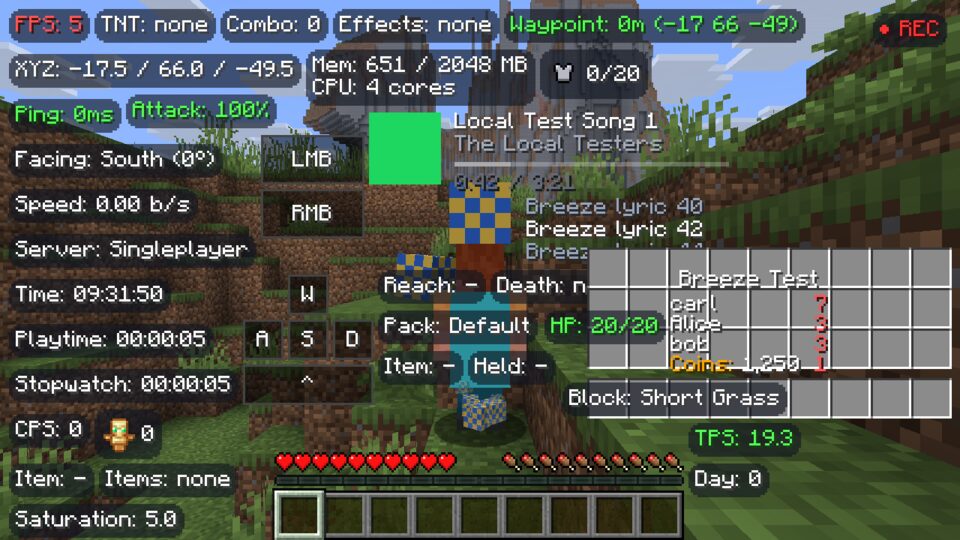 FPS: 5 TNT: none Combo: 0 Effects: none Waypoint: 0m (-17 66 -49) REC
XYZ: -17.5 / 66.0 / -49.5
Mem: 651 / 2048 MB
CPU: 4 cores
0/20
Ping: 0ms Attack: 100%
Local Test Song 1
The Local Testers
0:42 / 3:21
Facing: South (0°) LMB
Speed: 0.00 b/s RMB
Breeze lyric 40
Breeze lyric 42
Server: Singleplayer
Breeze
Reach: - Death:
Breeze Test
carl 7
Alice 3
bob 3
Coins: 1,250 1
Time: 09:31:50 W
Pack: Default HP: 20/20
Playtime: 00:00:05 A S D
Item: - Held: -
Stopwatch: 00:00:05 ^
Block: Short Grass
CPS: 0 0
TPS: 19.3
Item: - Items: none
Day: 0
Saturation: 5.0